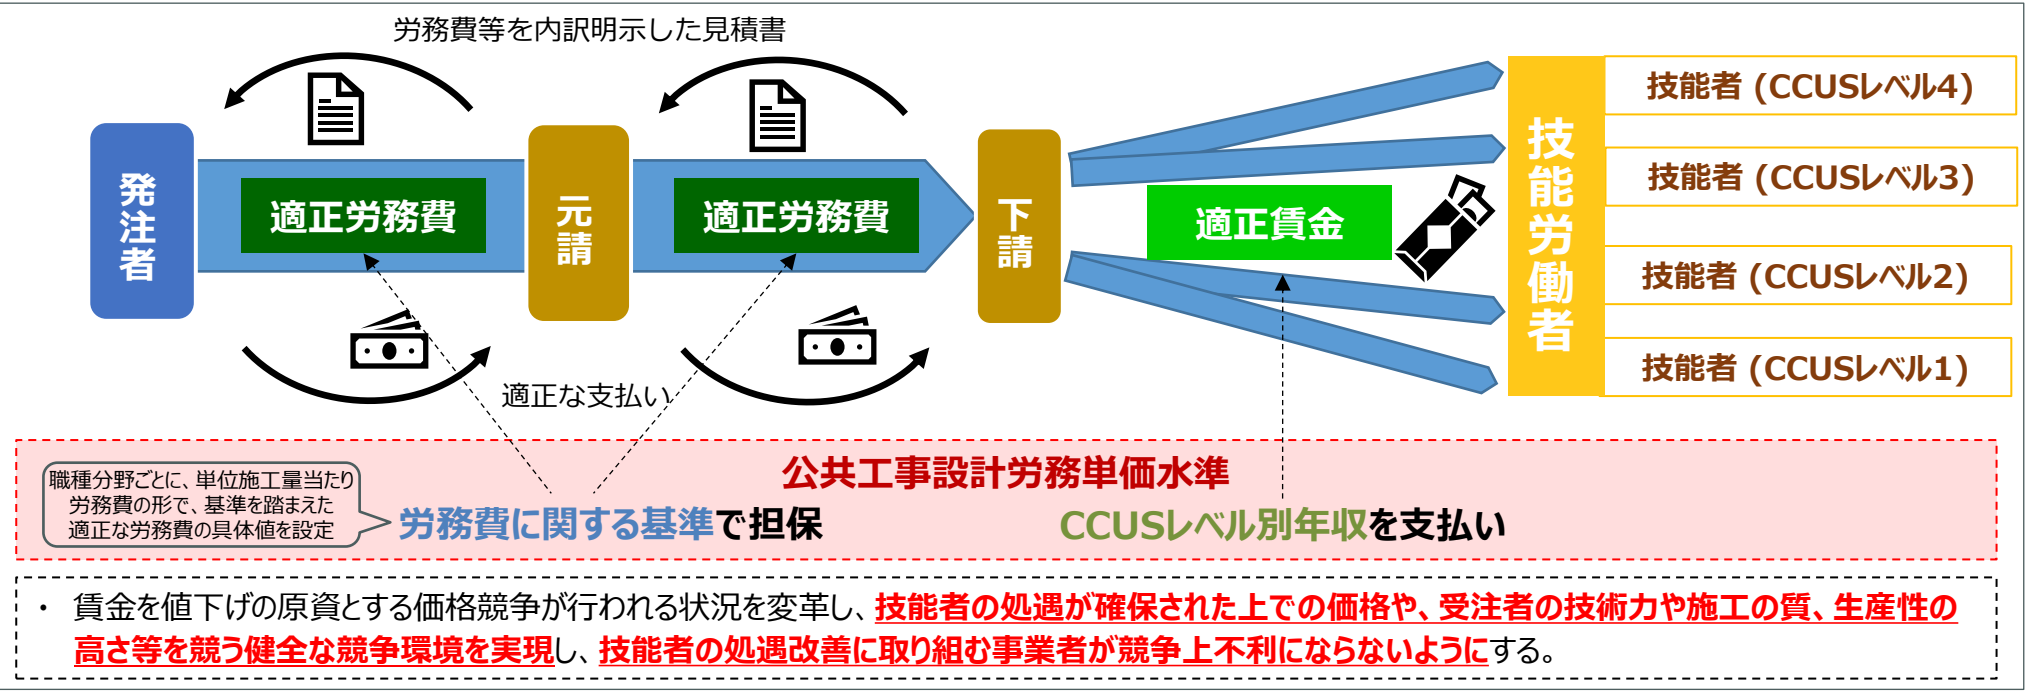 労務費等を内訳明示した見積書
発注者
適正労務費
元請
適正労務費
下請
適正賃金
技能労働者
技能者 (CCUSレベル4)
技能者 (CCUSレベル3)
技能者 (CCUSレベル2)
技能者 (CCUSレベル1)
適正な支払い
公共工事設計労務単価水準
職種分野ごとに、単位施工量当たり
労務費の形で、基準を踏まえた
適正な労務費の具体値を設定
労務費に関する基準で担保
CCUSレベル別年収を支払い
・ 賃金を値下げの原資とする価格競争が行われる状況を変革し、技能者の処遇が確保された上での価格や、受注者の技術力や施工の質、生産性の
高さ等を競う健全な競争環境を実現し、技能者の処遇改善に取り組む事業者が競争上不利にならないようにする。